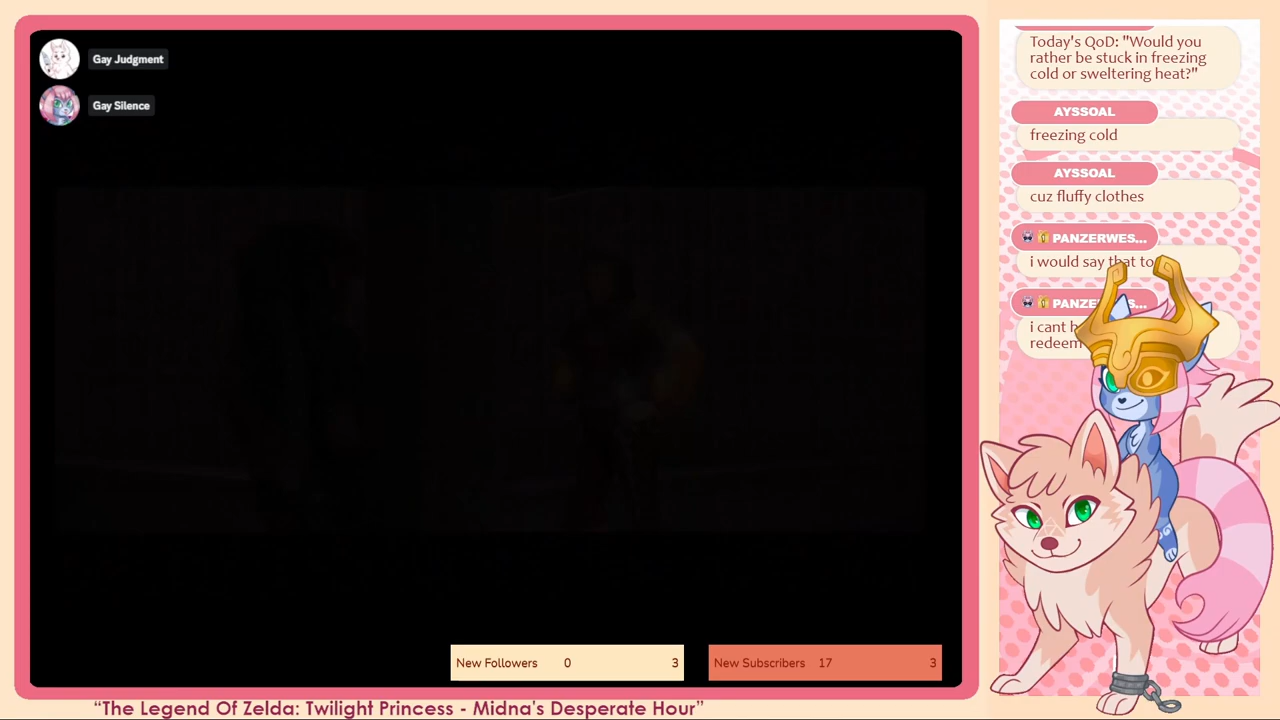 Gay Judgment
Gay Silence
New Followers 0 3
New Subscribers 17 3
"The Legend Of Zelda: Twilight Princess - Midna's Desperate Hour"
Today's QoD: "Would you
rather be stuck in freezing
cold or sweltering heat?"
AYSSOAL
freezing cold
AYSSOAL
cuz fluffy clothes
PANZERWES...
i would say that to
i cant
redeem